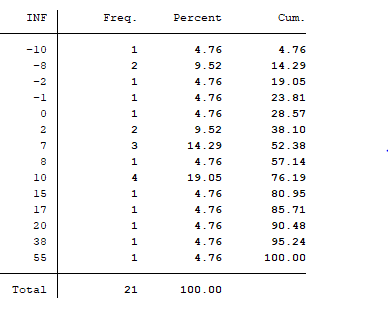 INF Freq. Percent Cum.
-10 1 4.76 4.76
-8 2 9.52 14.29
-2 1 4.76 19.05
-1 1 4.76 23.81
0 1 4.76 28.57
2 2 9.52 38.10
7 3 14.29 52.38
8 1 4.76 57.14
10 4 19.05 76.19
15 1 4.76 80.95
17 1 4.76 85.71
20 1 4.76 90.48
38 1 4.76 95.24
55 1 4.76 100.00
Total 21 100.00